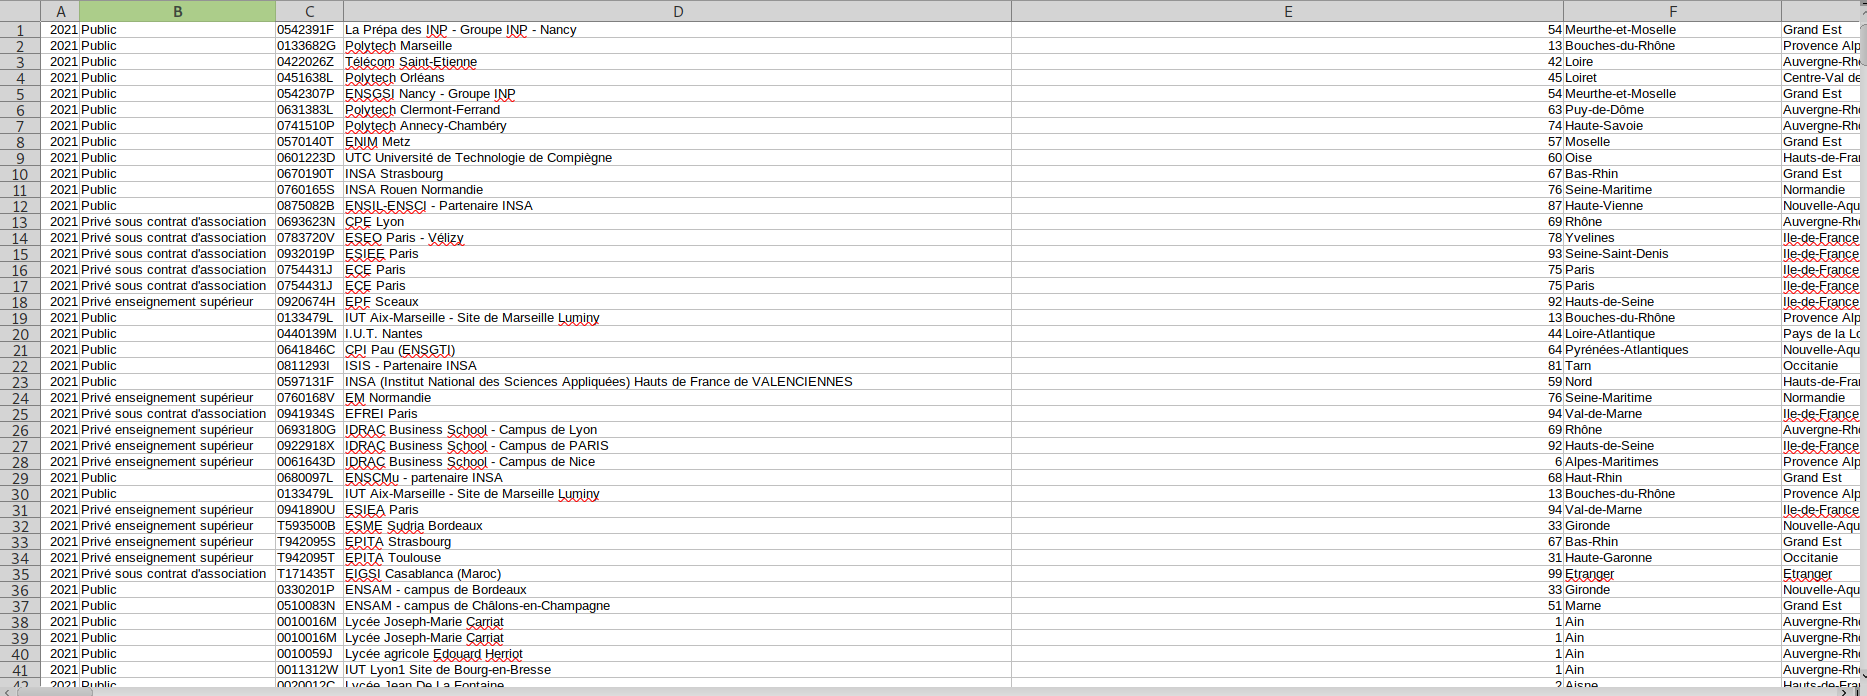 A B C D E F
1 2021 Public 0542391F La Prépa des INP - Groupe INP - Nancy 54 Meurthe-et-Moselle Grand Est
2 2021 Public 0133682G Polytech Marseille 13 Bouches-du-Rhône Provence Alp
3 2021 Public 0422026Z Télécom Saint-Etienne 42 Loire Auvergne-Rh
4 2021 Public 0451638L Polytech Orléans 45 Loiret Centre-Val de
5 2021 Public 0542307P ENSGSI Nancy - Groupe INP 54 Meurthe-et-Moselle Grand Est
6 2021 Public 0631383L Polytech Clermont-Ferrand 63 Puy-de-Dôme Auvergne-Rh
7 2021 Public 0741510P Polytech Annecy-Chambéry 74 Haute-Savoie Auvergne-Rh
8 2021 Public 0570140T ENIM Metz 57 Moselle Grand Est
9 2021 Public 0601223D UTC Université de Technologie de Compiègne 60 Oise Hauts-de-Fra
10 2021 Public 0670190T INSA Strasbourg 67 Bas-Rhin Grand Est
11 2021 Public 0760165S INSA Rouen Normandie 76 Seine-Maritime Normandie
12 2021 Public 0875082B ENSIL-ENSCI - Partenaire INSA 87 Haute-Vienne Nouvelle-Aqu
13 2021 Privé sous contrat d'association 0693623N CPE Lyon 69 Rhône Auvergne-Rh
14 2021 Privé sous contrat d'association 0783720V ESEO Paris - Vélizy 78 Yvelines Ile-de-France
15 2021 Privé sous contrat d'association 0932019P ESIEE Paris 93 Seine-Saint-Denis Ile-de-France
16 2021 Privé sous contrat d'association 0754431J ECE Paris 75 Paris Ile-de-France
17 2021 Privé sous contrat d'association 0754431J ECE Paris 75 Paris Ile-de-France
18 2021 Privé enseignement supérieur 0920674H EPF Sceaux 92 Hauts-de-Seine Ile-de-France
19 2021 Public 0133479L IUT Aix-Marseille - Site de Marseille Luminy 13 Bouches-du-Rhône Provence Alp
20 2021 Public 0440139M I.U.T. Nantes 44 Loire-Atlantique Pays de la Lo
21 2021 Public 0641846C CPI Pau (ENSGTI) 64 Pyrénées-Atlantiques Nouvelle-Aqu
22 2021 Public 0811293I ISIS - Partenaire INSA 81 Tarn Occitanie
23 2021 Public 0597131F INSA (Institut National des Sciences Appliquées) Hauts de France de VALENCIENNES 59 Nord Hauts-de-Fra
24 2021 Privé enseignement supérieur 0760168V EM Normandie 76 Seine-Maritime Normandie
25 2021 Privé sous contrat d'association 0941934S EFREI Paris 94 Val-de-Marne Ile-de-France
26 2021 Privé enseignement supérieur 0693180G IDRAC Business School - Campus de Lyon 69 Rhône Auvergne-Rh
27 2021 Privé enseignement supérieur 0922918X IDRAC Business School - Campus de PARIS 92 Hauts-de-Seine Ile-de-France
28 2021 Privé enseignement supérieur 0061643D IDRAC Business School - Campus de Nice 6 Alpes-Maritimes Provence Alp
29 2021 Public 0680097L ENSCMu - partenaire INSA 68 Haut-Rhin Grand Est
30 2021 Public 0133479L IUT Aix-Marseille - Site de Marseille Luminy 13 Bouches-du-Rhône Provence Alp
31 2021 Privé enseignement supérieur 0941890U ESIEA Paris 94 Val-de-Marne Ile-de-France
32 2021 Privé enseignement supérieur T593500B ESME Sudria Bordeaux 33 Gironde Nouvelle-Aqu
33 2021 Privé enseignement supérieur T942095S EPITA Strasbourg 67 Bas-Rhin Grand Est
34 2021 Privé enseignement supérieur T942095T EPITA Toulouse 31 Haute-Garonne Occitanie
35 2021 Privé sous contrat d'association T171435T EIGSI Casablanca (Maroc) 99 Etranger Etranger
36 2021 Public 0330201P ENSAM - campus de Bordeaux 33 Gironde Nouvelle-Aqu
37 2021 Public 0510083N ENSAM - campus de Châlons-en-Champagne 51 Marne Grand Est
38 2021 Public 0010016M Lycée Joseph-Marie Carriat 1 Ain Auvergne-Rh
39 2021 Public 0010016M Lycée Joseph-Marie Carriat 1 Ain Auvergne-Rh
40 2021 Public 0010059J Lycée agricole Edouard Herriot 1 Ain Auvergne-Rh
41 2021 Public 0011312W IUT Lyon1 Site de Bourg-en-Bresse 1 Ain Auvergne-Rh
42 2021 Public 0020012C Lycée Jean De La Fontaine 2 Aisne Hauts-de-Fra